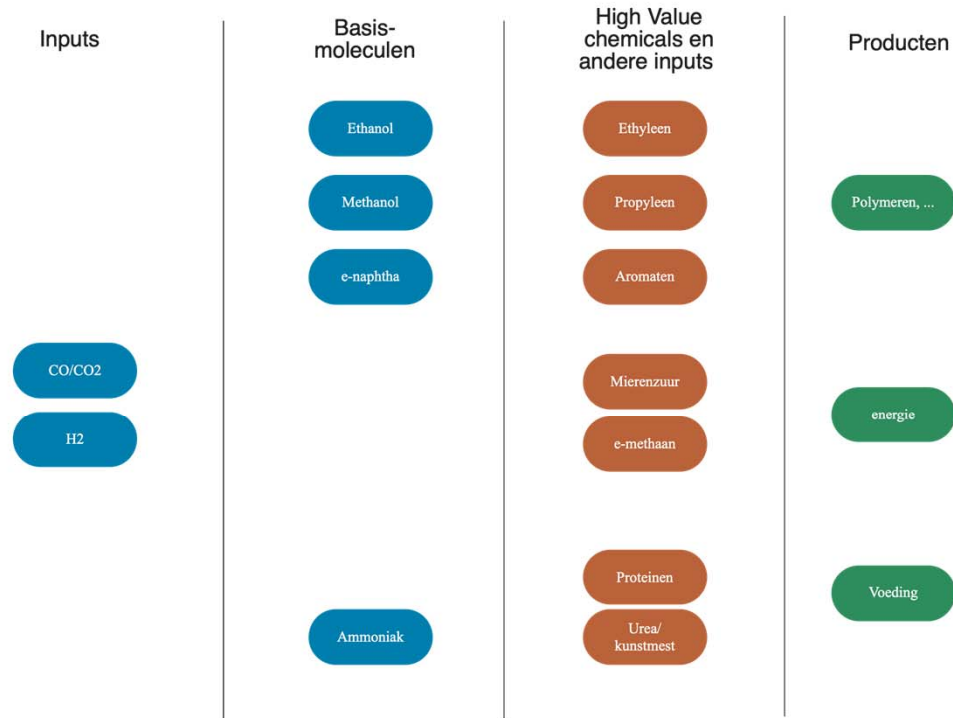 Inputs
Basis-
moleculen
High Value
chemicals en
andere inputs
Producten
Ethanol
Ethyleen
Methanol
Propyleen
Polymeren, ...
e-naphtha
Aromaten
CO/CO2
Mierenzuur
energie
H2
e-methaan
Proteinen
Voeding
Ammoniak
Urea/
kunstmest